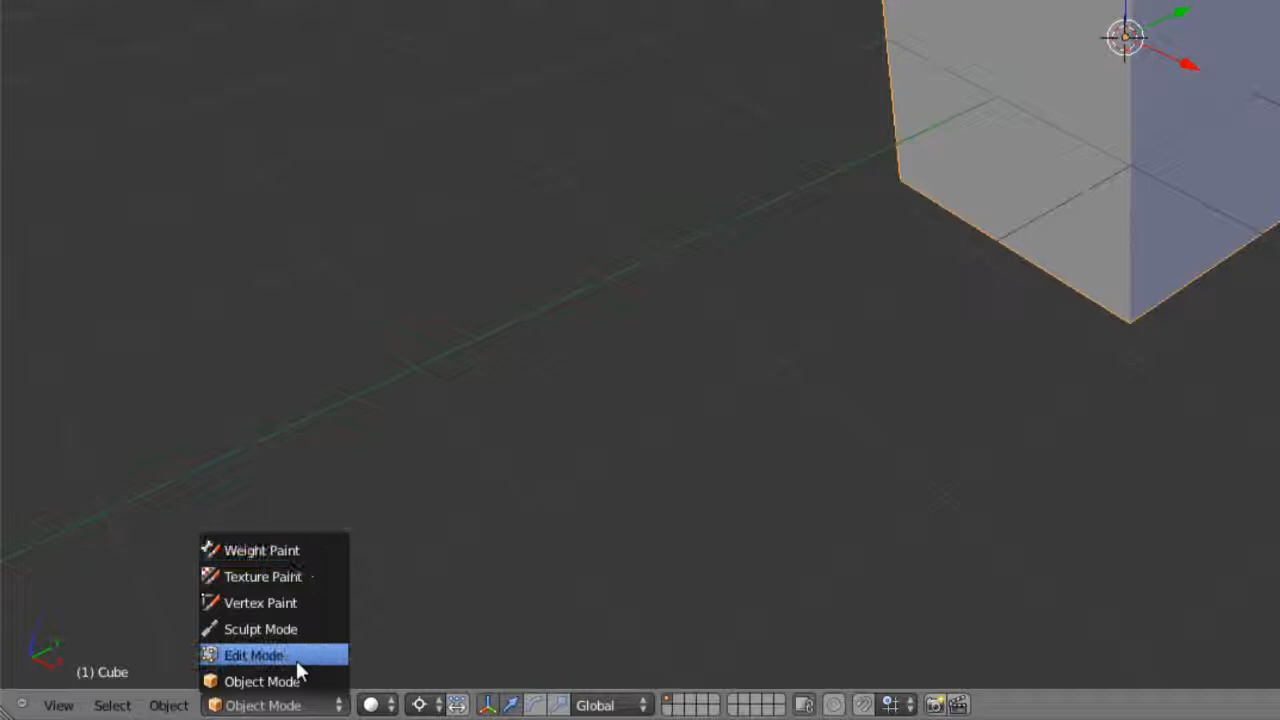 Weight Paint
Texture Paint
Vertex Paint
Sculpt Mode
Edit Mode
Object Mode
(1) Cube
View Select Object Object Mode Global